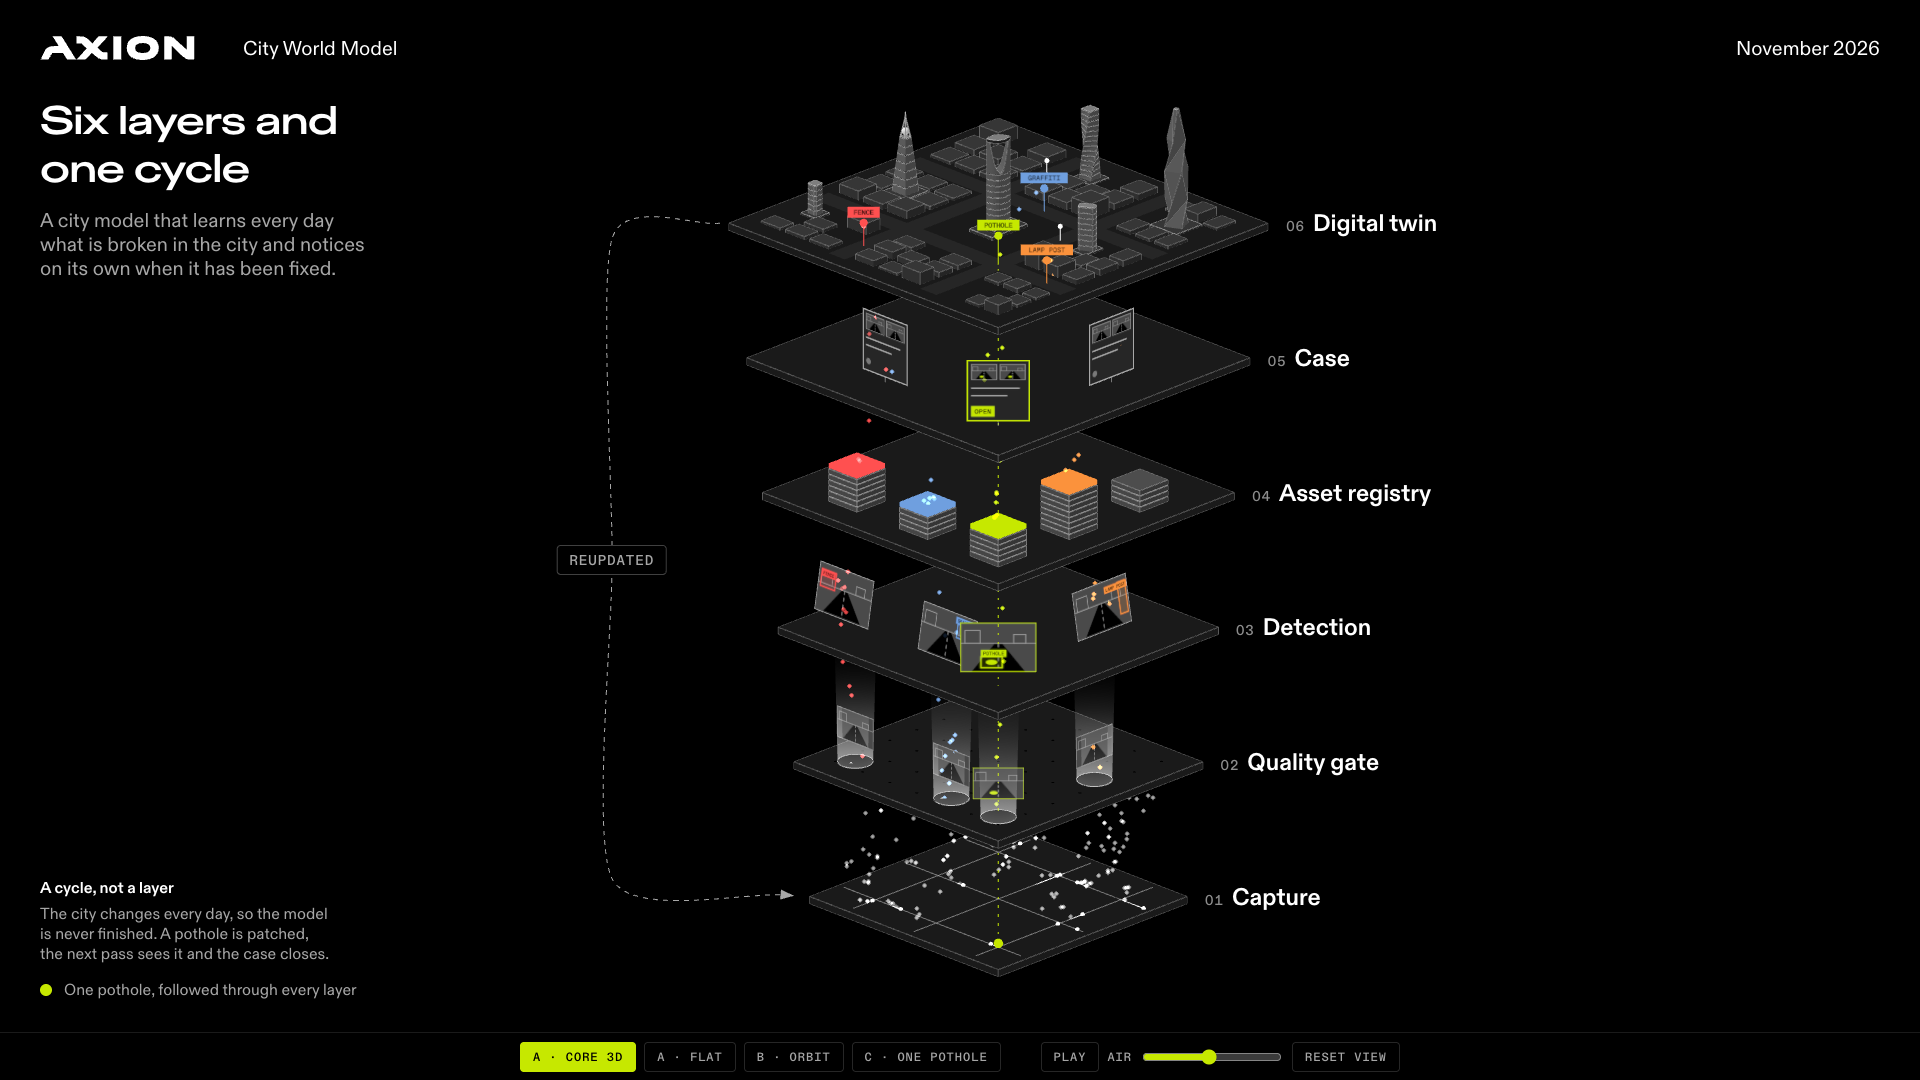 AXION
City World Model
November 2026
Six layers and
one cycle
A city model that learns every day
what is broken in the city and notices
on its own when it has been fixed.
GRAFFITI
FENCE
POTHOLE
LAMP POST
06 Digital twin
05 Case
OPEN
04 Asset registry
REUPDATED
LAMP POST
03 Detection
POTHOLE
02 Quality gate
01 Capture
A cycle, not a layer
The city changes every day, so the model
is never finished. A pothole is patched,
the next pass sees it and the case closes.
One pothole, followed through every layer
A · CORE 3D
A · FLAT
B · ORBIT
C · ONE POTHOLE
PLAY
AIR
RESET VIEW